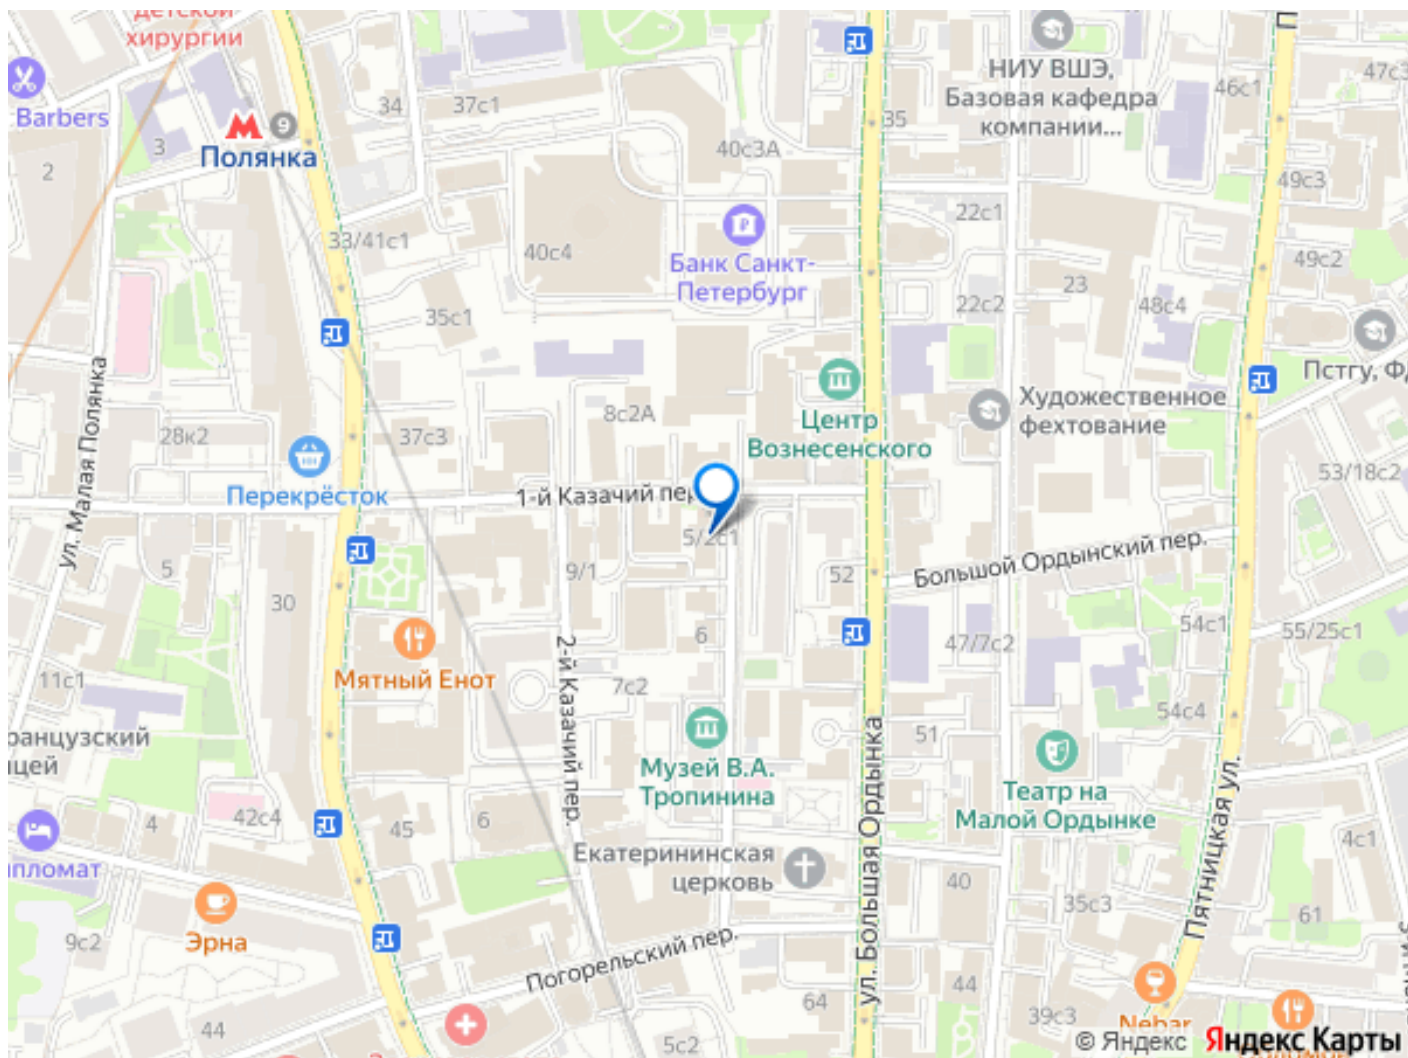 детской
хирургии
Barbers
Полянка
9
3
2
34
37с1
НИУ ВШЭ,
Базовая кафедра
компании...
35
46с1
47с3
40с3А
49с3
22с1
33/41с1
40с4
Банк Санкт-
Петербург
49с2
23
22с2
48с4
35с1
Пстгу, ФД
ул. Малая Полянка
28к2
37с3
8с2А
Центр
Вознесенского
Художественное
фехтование
53/18с2
Перекрёсток
1-й Казачий пер
5/2с1
Большой Ордынский пер.
5
30
9/1
52
6
47/7с2
54с1
55/25с1
11с1
Мятный Енот
2-й Казачий пер.
7с2
54с4
51
ранцузский
цей
Музей В.А.
Тропинина
ул. Большая Ордынка
Театр на
Малой Ордынке
Пятницкая ул.
42с4
4
45
6
4с1
ипломат
Екатерининская
церковь
40
35с3
61
Эрна
9с2
Погорельский пер.
44
64
44
39с3
5с2
Nebar
© Яндекс Яндекс Карты